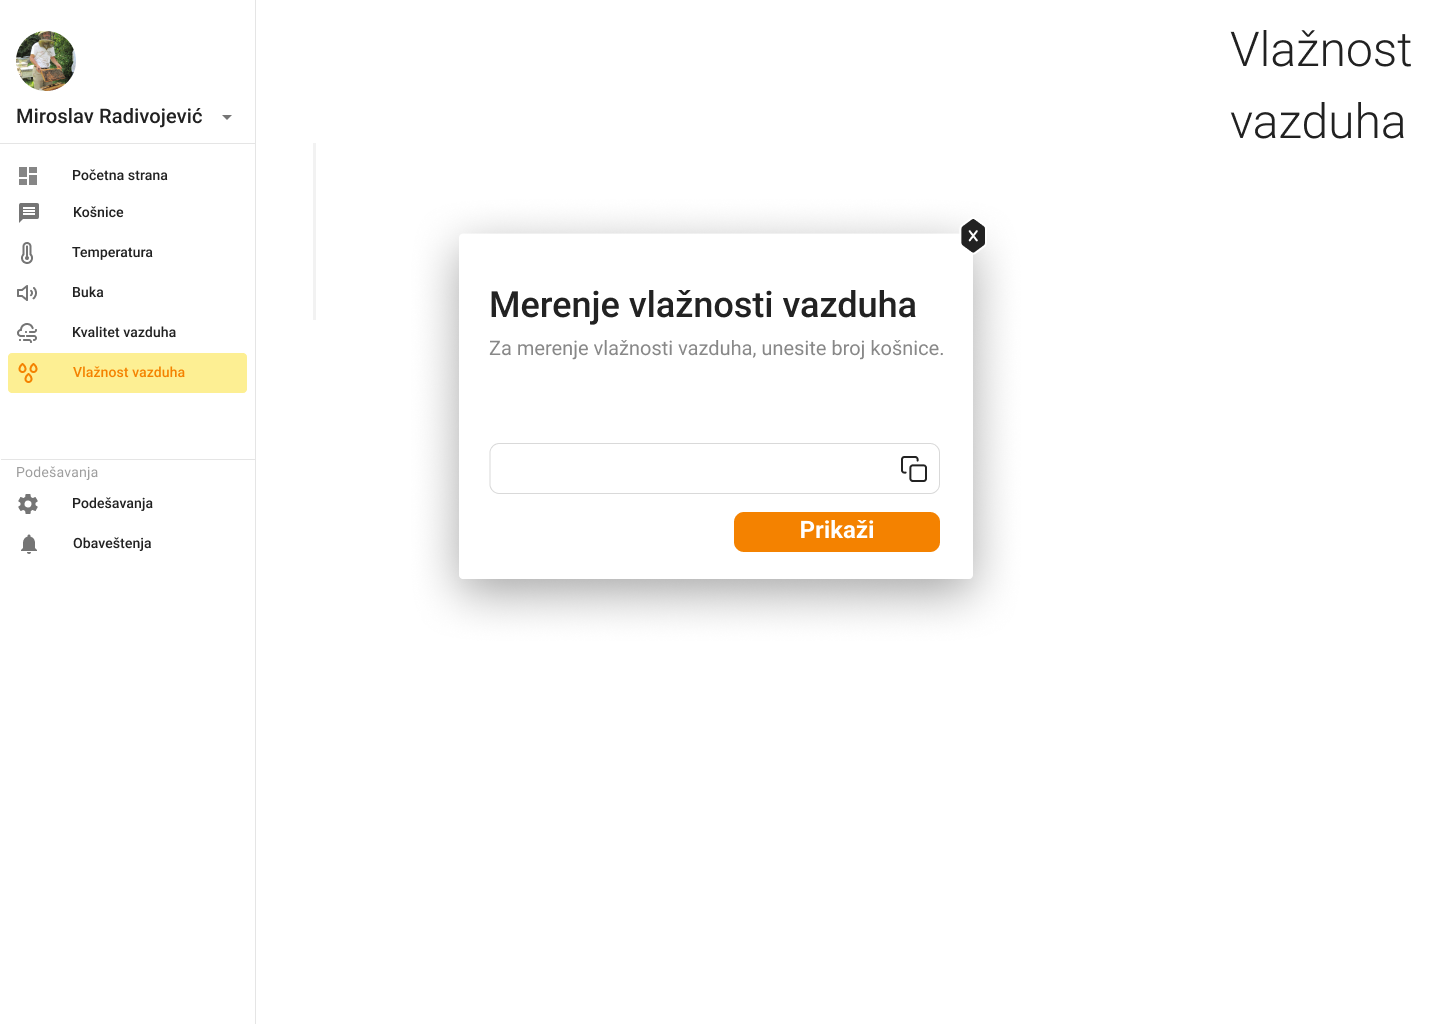 Miroslav Radivojević
Početna strana
Košnice
Temperatura
Buka
Kvalitet vazduha
Vlažnost vazduha
Podešavanja
Podešavanja
Obaveštenja
Vlažnost
vazduha
X
Merenje vlažnosti vazduha
Za merenje vlažnosti vazduha, unesite broj košnice.
Prikaži